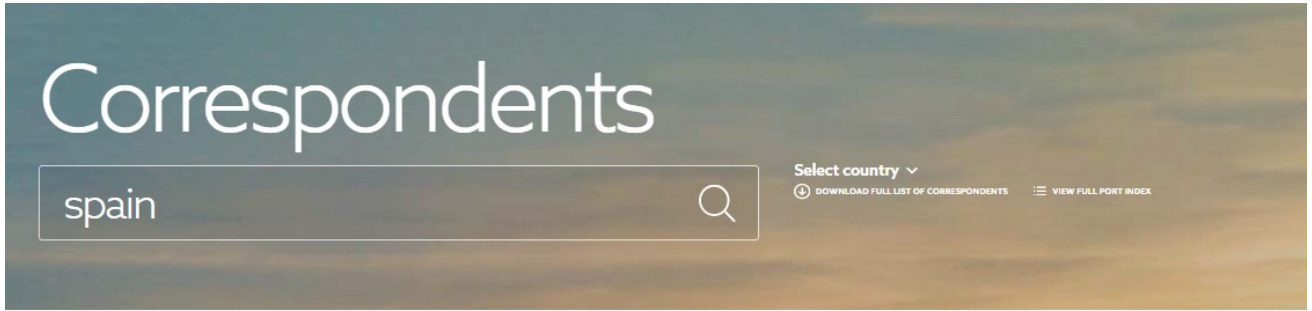 Correspondents
spain
Select country
DOWNLOAD FULL LIST OF CORRESPONDENTS
VIEW FULL PORT INDEX